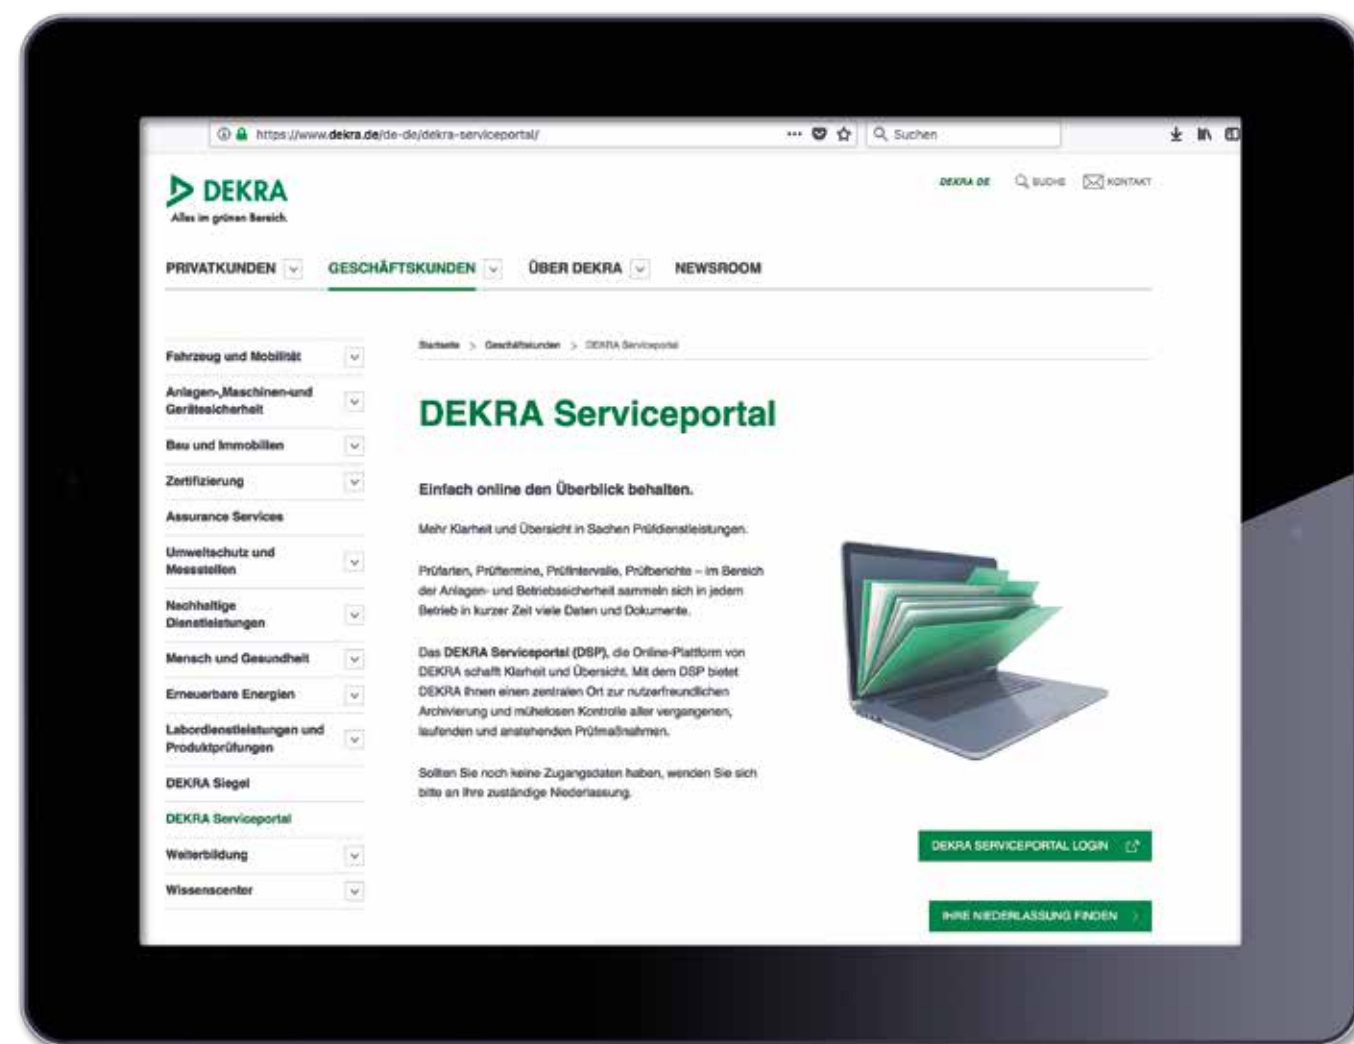 https://www.dekra.de/de-de/dekra-serviceportal/
Suchen
DEKRA
Alles im grünen Bereich.
DEKRA DE
SUCHE
KONTAKT
PRIVATKUNDEN
GESCHÄFTSKUNDEN
ÜBER DEKRA
NEWSROOM
Fahrzeug und Mobilität
Anlagen-,Maschinen-und
Gerätesicherheit
Bau und Immobilien
Zertifizierung
Assurance Services
Umweltschutz und
Messstellen
Nachhaltige
Dienstleistungen
Mensch und Gesundheit
Erneuerbare Energien
Labordienstleistungen und
Produktprüfungen
DEKRA Siegel
DEKRA Serviceportal
Weiterbildung
Wissenscenter
Startseite > Geschäftskunden > DEKRA Serviceportal
DEKRA Serviceportal
Einfach online den Überblick behalten.
Mehr Klarheit und Übersicht in Sachen Prüfdienstleistungen.
Prüfarten, Prüftermine, Prüfintervalle, Prüfberichte – im Bereich
der Anlagen- und Betriebssicherheit sammeln sich in jedem
Betrieb in kurzer Zeit viele Daten und Dokumente.
Das DEKRA Serviceportal (DSP), die Online-Plattform von
DEKRA schafft Klarheit und Übersicht. Mit dem DSP bietet
DEKRA Ihnen einen zentralen Ort zur nutzerfreundlichen
Archivierung und mühelosen Kontrolle aller vergangenen,
laufenden und anstehenden Prüfmaßnahmen.
Sollten Sie noch keine Zugangsdaten haben, wenden Sie sich
bitte an Ihre zuständige Niederlassung.
DEKRA SERVICEPORTAL LOGIN
IHRE NIEDERLASSUNG FINDEN